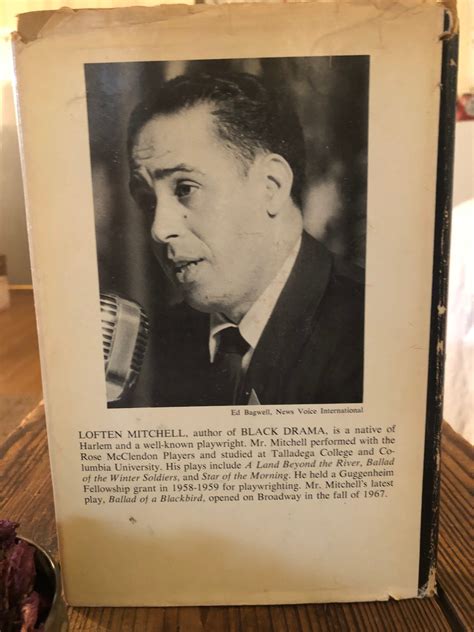 Ed Bagwell, News Voice International
LOFTEN MITCHELL, author of BLACK DRAMA, is a native of
Harlem and a well-known playwright. Mr. Mitchell performed with the
Rose McClendon Players and studied at Talladega College and Co-
lumbia University. His plays include A Land Beyond the River, Ballad
of the Winter Soldiers, and Star of the Morning. He held a Guggenheim
Fellowship grant in 1958-1959 for playwrighting. Mr. Mitchell's latest
play, Ballad of a Blackbird, opened on Broadway in the fall of 1967.